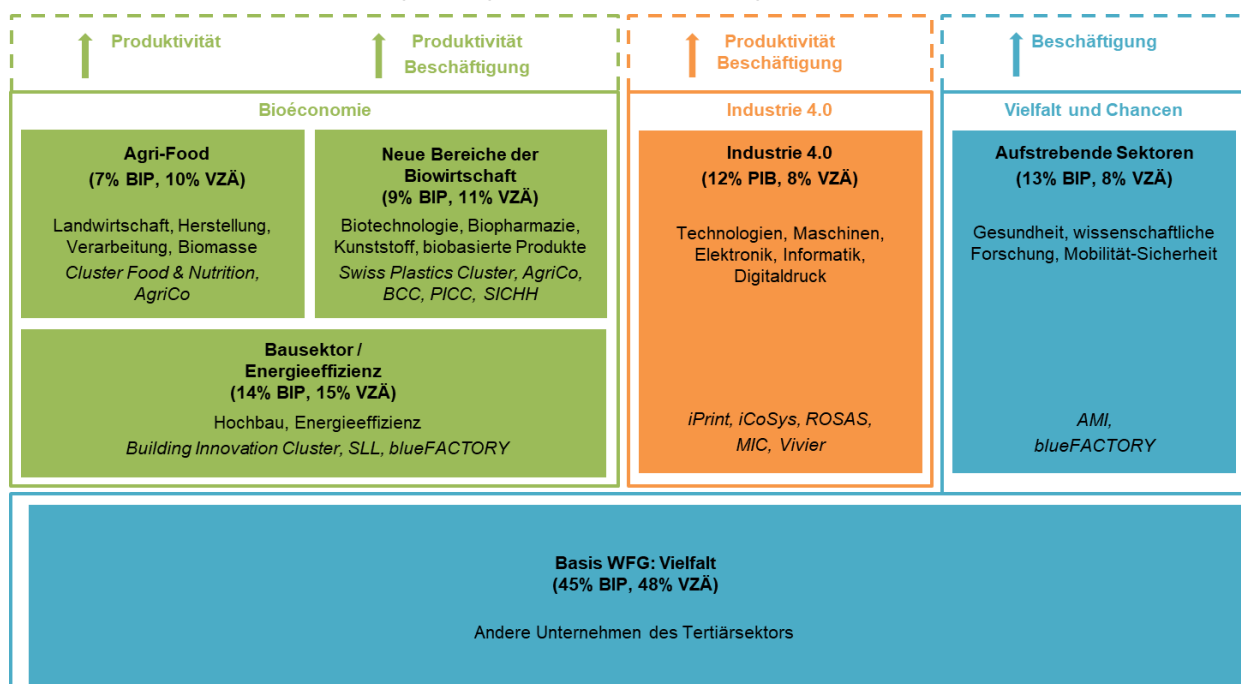 Produktivität
Produktivität
Beschäftigung
Produktivität
Beschäftigung
Beschäftigung
Bioéconomie
Industrie 4.0
Vielfalt und Chancen
Agri-Food
(7% BIP, 10% VZÄ)
Landwirtschaft, Herstellung,
Verarbeitung, Biomasse
Cluster Food & Nutrition,
AgriCo
Neue Bereiche der
Biowirtschaft
(9% BIP, 11% VZÄ)
Biotechnologie, Biopharmazie,
Kunststoff, biobasierte Produkte
Swiss Plastics Cluster, AgriCo,
BCC, PICC, SICHH
Industrie 4.0
(12% PIB, 8% VZÄ)
Technologien, Maschinen,
Elektronik, Informatik,
Digitaldruck
iPrint, iCoSys, ROSAS,
MIC, Vivier
Aufstrebende Sektoren
(13% BIP, 8% VZÄ)
Gesundheit, wissenschaftliche
Forschung, Mobilität-Sicherheit
AMI,
blueFACTORY
Bausektor /
Energieeffizienz
(14% BIP, 15% VZÄ)
Hochbau, Energieeffizienz
Building Innovation Cluster, SLL, blueFACTORY
Basis WFG: Vielfalt
(45% BIP, 48% VZÄ)
Andere Unternehmen des Tertiärsektors